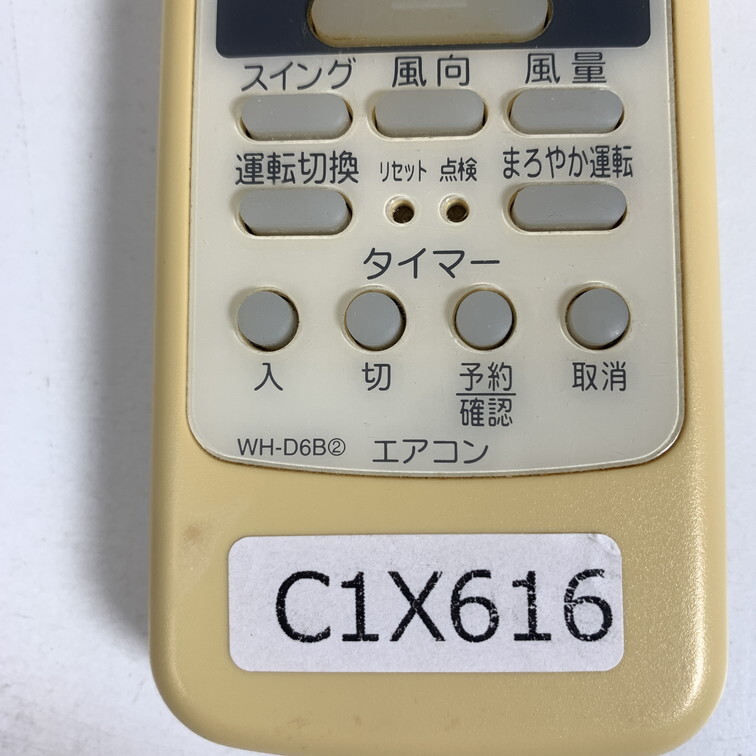 スイング 風向 風量
運転切換 リセット 点検 まろやか運転
タイマー
入 切 予約 取消
確認
WH-D6B② エアコン
C1X616